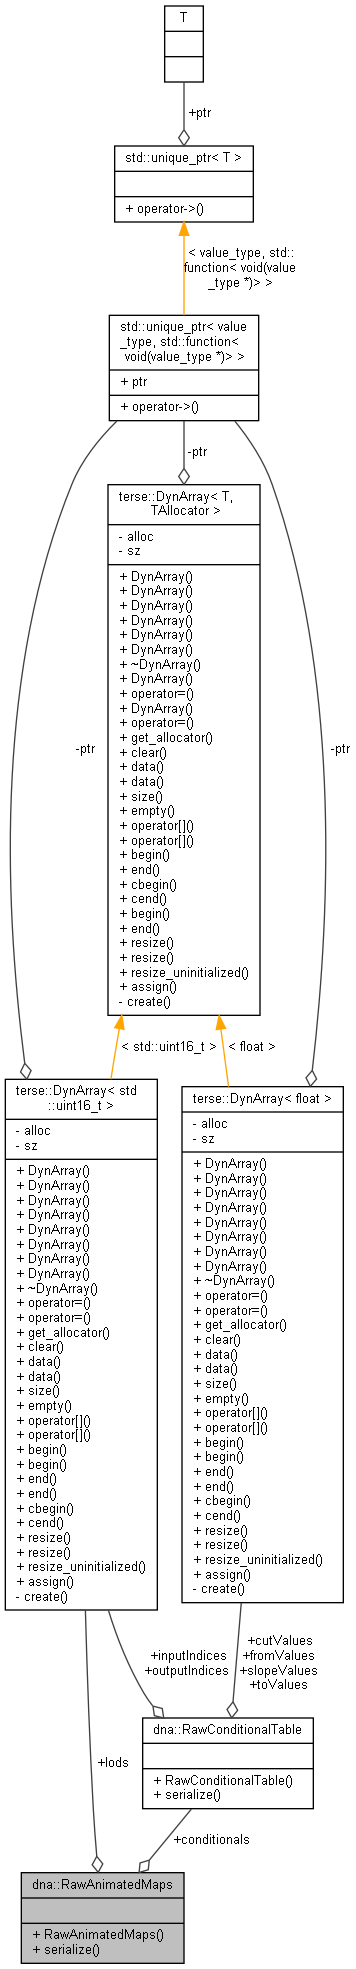 T
+ptr
std::unique_ptr< T >
+ operator->()
< value_type, std::
function< void(value
_type *)> >
std::unique_ptr< value
_type, std::function<
void(value_type *)> >
+ ptr
+ operator->()
-ptr
terse::DynArray< T,
TAllocator >
- alloc
- sz
+ DynArray()
+ DynArray()
+ DynArray()
+ DynArray()
+ DynArray()
+ DynArray()
+ ~DynArray()
+ DynArray()
+ operator=()
+ DynArray()
+ operator=()
+ get_allocator()
+ clear()
+ data()
+ data()
+ size()
+ empty()
+ operator[]()
+ operator[]()
+ begin()
+ end()
+ cbegin()
+ cend()
+ begin()
+ end()
+ resize()
+ resize()
+ resize_uninitialized()
+ assign()
- create()
-ptr
-ptr
< std::uint16_t >
< float >
terse::DynArray< std
::uint16_t >
- alloc
- sz
+ DynArray()
+ DynArray()
+ DynArray()
+ DynArray()
+ DynArray()
+ DynArray()
+ DynArray()
+ DynArray()
+ ~DynArray()
+ operator=()
+ operator=()
+ get_allocator()
+ clear()
+ data()
+ data()
+ size()
+ empty()
+ operator[]()
+ operator[]()
+ begin()
+ begin()
+ end()
+ end()
+ cbegin()
+ cend()
+ resize()
+ resize()
+ resize_uninitialized()
+ assign()
- create()
terse::DynArray< float >
- alloc
- sz
+ DynArray()
+ DynArray()
+ DynArray()
+ DynArray()
+ DynArray()
+ DynArray()
+ DynArray()
+ DynArray()
+ ~DynArray()
+ operator=()
+ operator=()
+ get_allocator()
+ clear()
+ data()
+ data()
+ size()
+ empty()
+ operator[]()
+ operator[]()
+ begin()
+ begin()
+ end()
+ end()
+ cbegin()
+ cend()
+ resize()
+ resize()
+ resize_uninitialized()
+ assign()
- create()
+inputIndices
+outputIndices
+cutValues
+fromValues
+slopeValues
+toValues
dna::RawConditionalTable
+ RawConditionalTable()
+ serialize()
+lods
+conditionals
dna::RawAnimatedMaps
+ RawAnimatedMaps()
+ serialize()